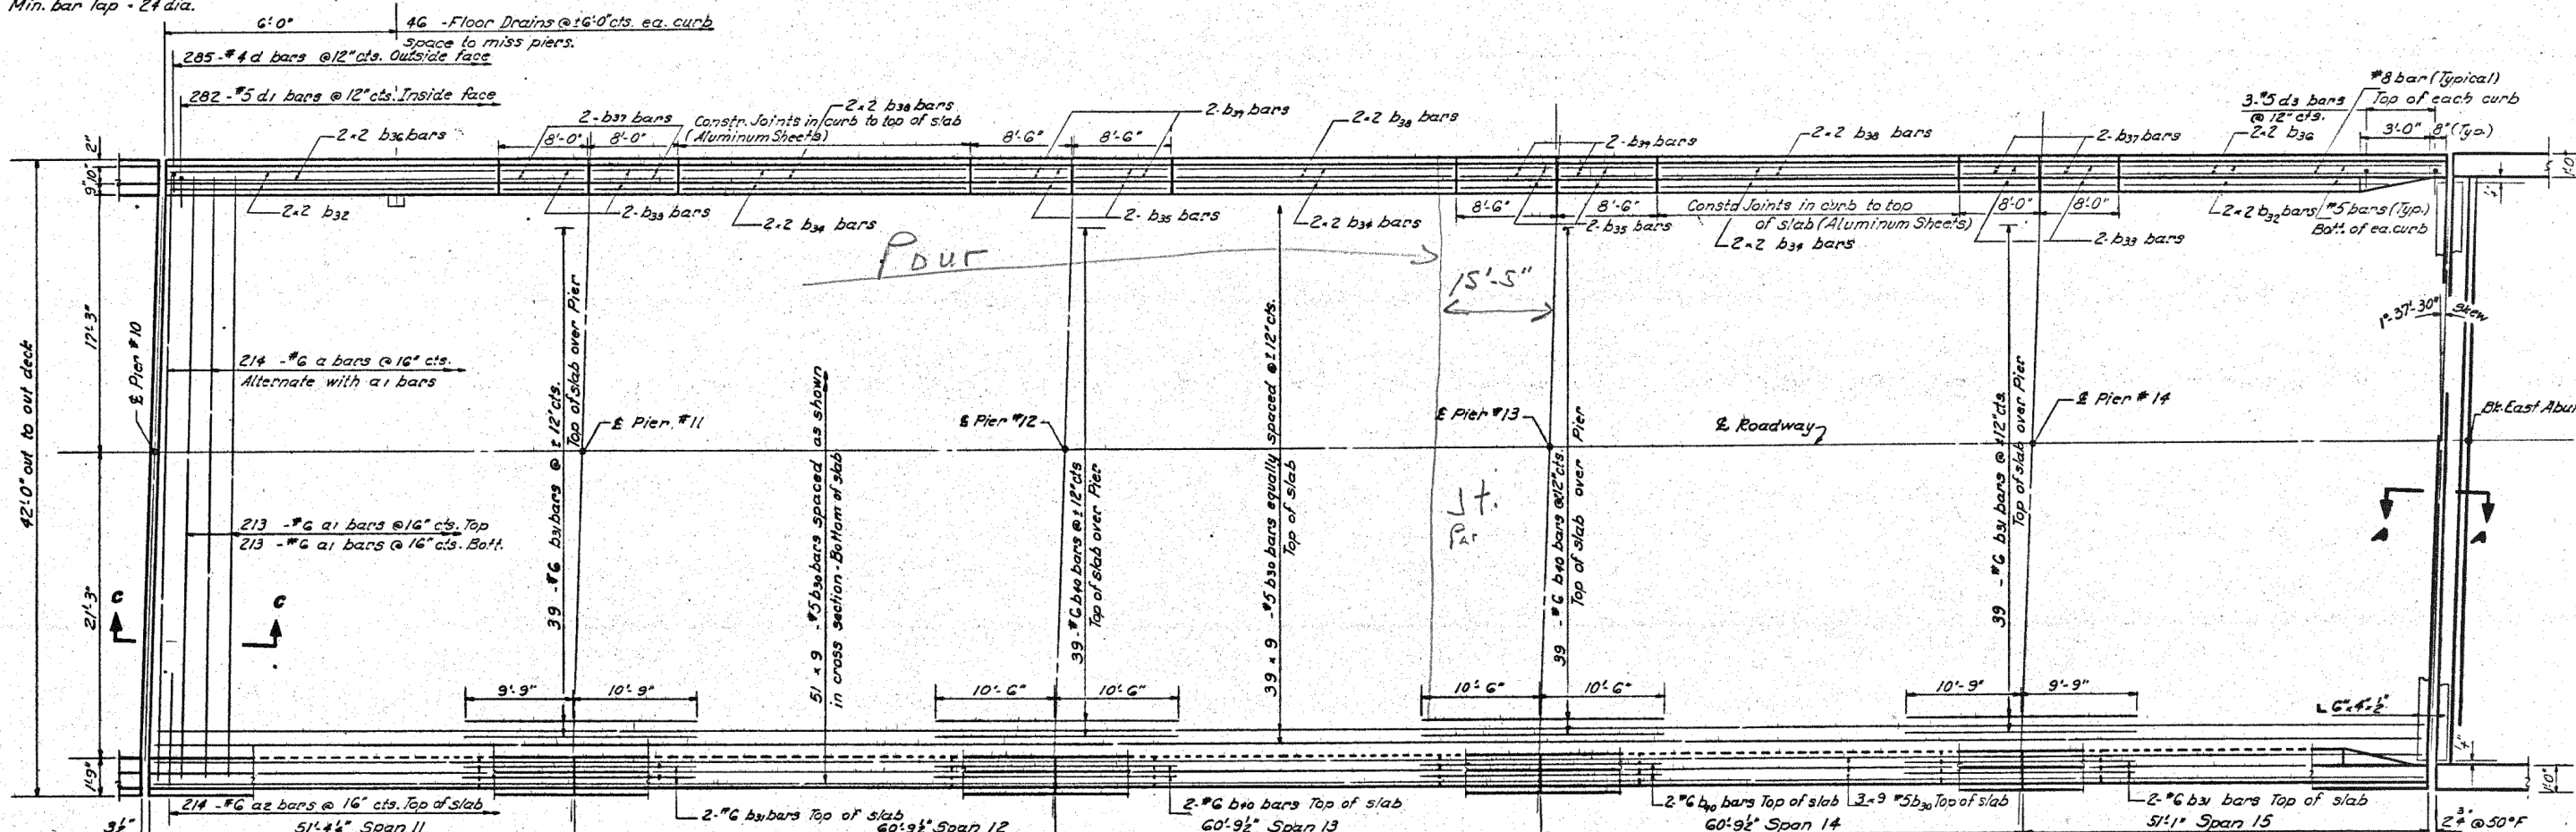 Min. bar lap - 24 dia.
6'-0"
46 -Floor Drains @ ±6'-0" cts. ea. curb
space to miss piers.
285-#4 d bars @ 12" cts. Outside face
282-#5 d1 bars @ 12" cts. Inside face
2×2 b36 bars
2-b37 bars
Constr. Joints in curb to top of slab
(Aluminum Sheets)
2×2 b38 bars
2-b39 bars
2×2 b38 bars
2-b39 bars
2×2 b38 bars
2-b37 bars
3-#5 d3 bars
@ 12" cts.
2×2 b36
#8 bar (Typical)
Top of each curb
3'-0"
8" (Typ.)
8'-0"
8'-0"
8'-6"
8'-6"
2"
10"
9"
1'-0"
2×2 b32
2-b33 bars
2×2 b34 bars
2-b35 bars
2×2 b34 bars
8'-6"
8'-6"
2-b35 bars
Constd Joints in curb to top
of slab (Aluminum Sheets)
2×2 b34 bars
8'-0"
8'-0"
2-b33 bars
2×2 b32 bars
#5 bars (Typ.)
Bott. of ea. curb
Pour
15'-5"
1°-37'-30" Skew
42'-0" out to out deck
17'-3"
℄ Pier #10
214 -#6 a bars @ 16" cts.
Alternate with a1 bars
39 -#6 b31 bars @ ± 12" cts.
Top of slab over Pier
℄ Pier #11
51 × 9 -#5 b30 bars spaced as shown
in cross section-Bottom of slab
℄ Pier #12
39-#6 b40 bars @ ± 12" cts
Top of slab over Pier
39 × 9 -#5 b30 bars equally spaced @ ± 12" cts.
Top of slab
℄ Pier #13
39 -#6 b40 bars @ 12" cts.
Top of slab over Pier
℄ Roadway
39 -#6 b31 bars @ ±12" cts.
Top of slab over Pier
℄ Pier #14
Bk. East Abut
Jt.
213 -#6 a1 bars @ 16" cts. Top
213 -#6 a1 bars @ 16" cts. Bott.
21'-3"
C
C
A
A
9'-9"
10'-9"
10'-6"
10'-6"
10'-6"
10'-6"
10'-9"
9'-9"
L 6"×4"×½"
1'-9"
1'-0"
214 -#6 a2 bars @ 16" cts. Top of slab
2-#6 b31 bars Top of slab
2-#6 b40 bars Top of slab
2-#6 b40 bars Top of slab
3×9 #5 b30 Top of slab
2-#6 b31 bars Top of slab
3½"
51'-4½" Span 11
60'-9½" Span 12
60'-9½" Span 13
60'-9½" Span 14
51'-1" Span 15
2¾" @ 50°F